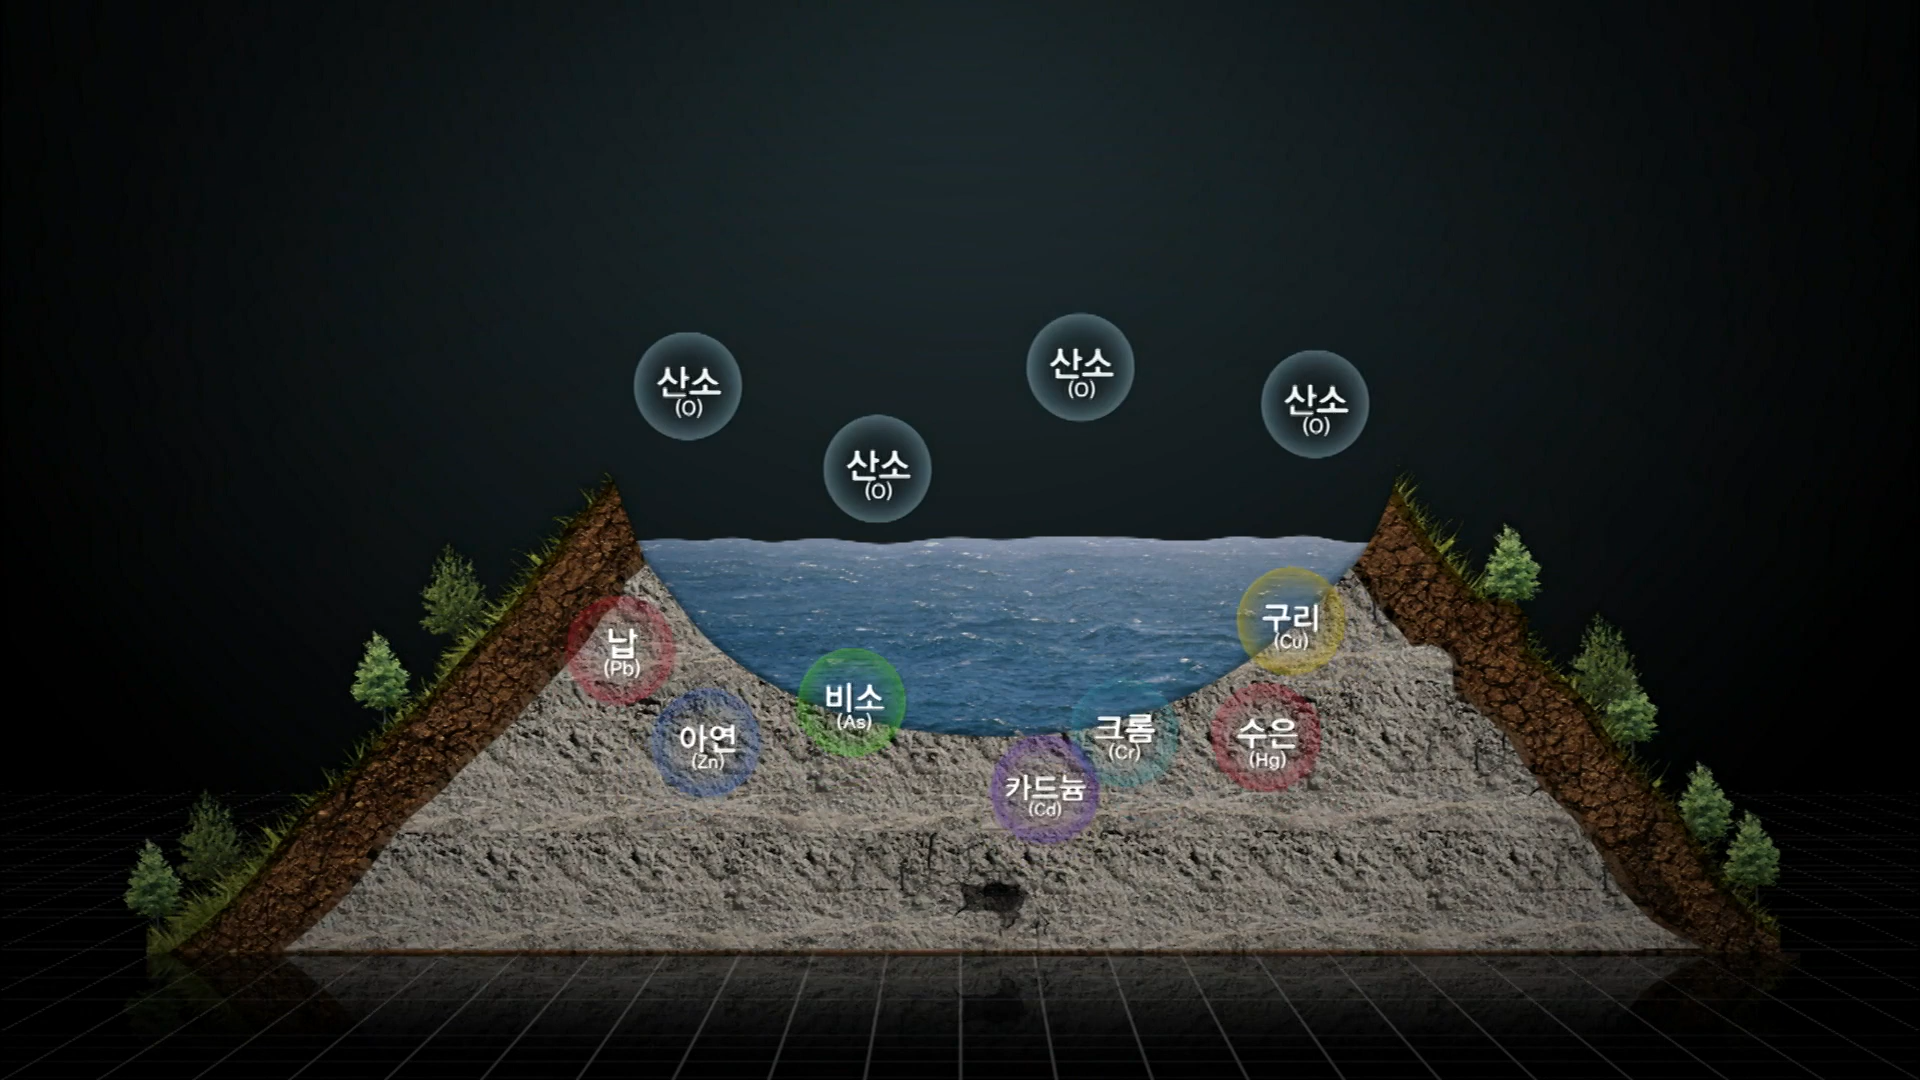 산소
(O)
산소
(O)
산소
(O)
산소
(O)
납
(Pb)
아연
(Zn)
비소
(As)
카드늄
(Cd)
크롬
(Cr)
수은
(Hg)
구리
(Cu)